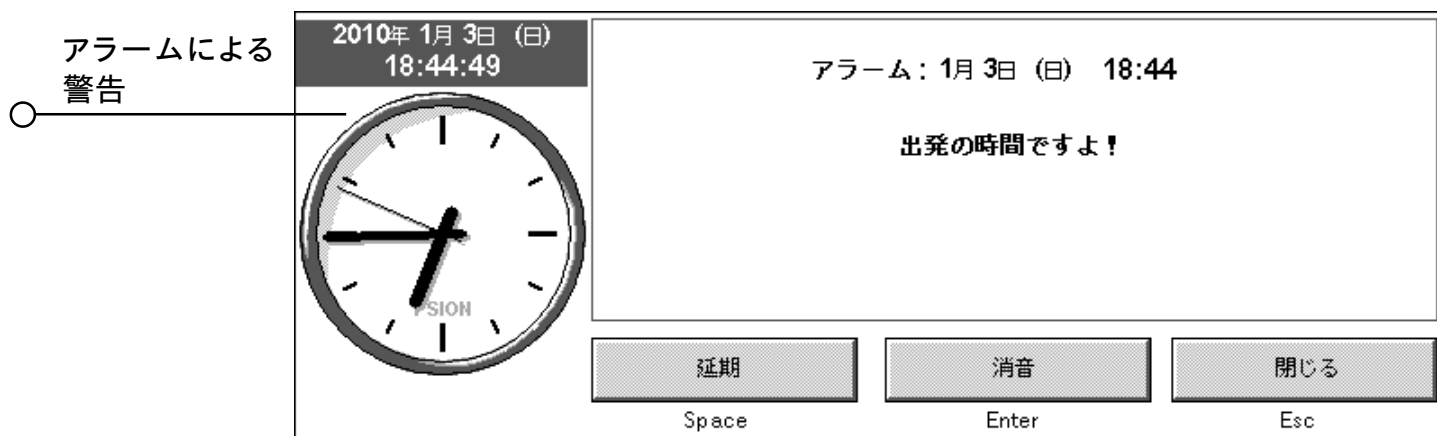 アラームによる
警告
2010年 1月 3日 (日)
18:44:49
PSION
アラーム: 1月 3日 (日) 18:44
出発の時間ですよ!
延期
消音
閉じる
Space
Enter
Esc